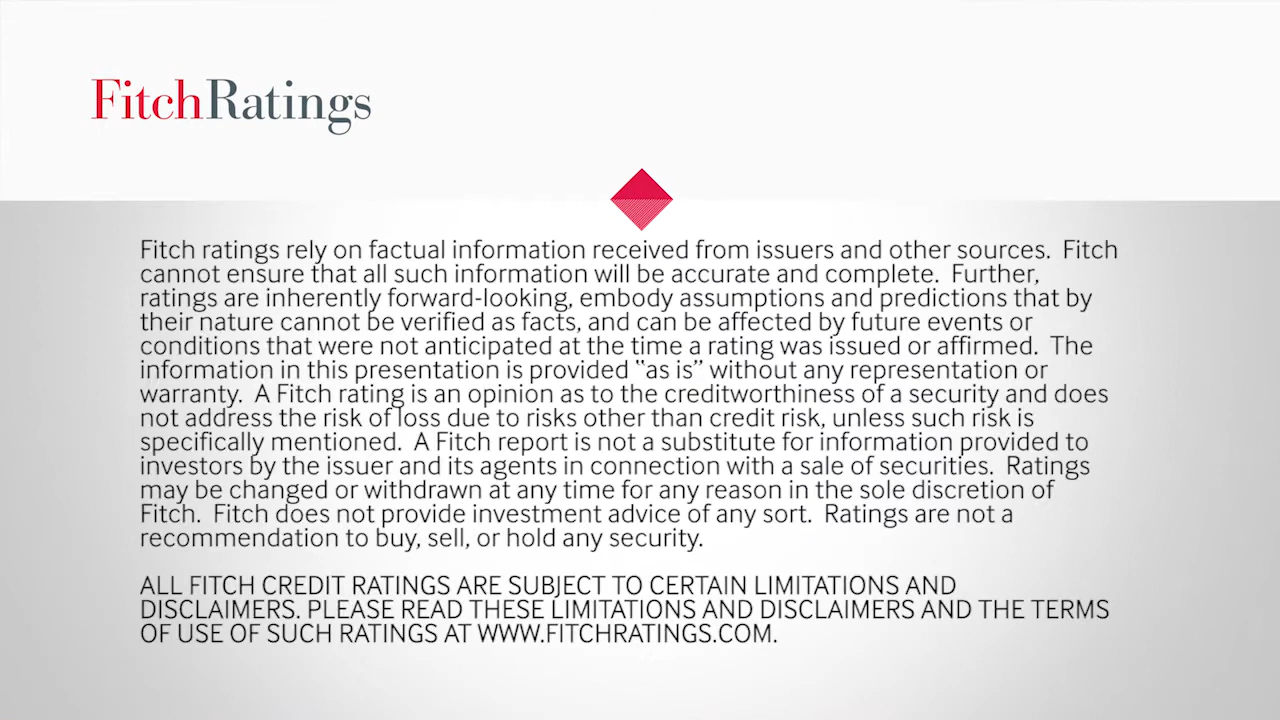 FitchRatings
Fitch ratings rely on factual information received from issuers and other sources.  Fitch
cannot ensure that all such information will be accurate and complete.  Further,
ratings are inherently forward-looking, embody assumptions and predictions that by
their nature cannot be verified as facts, and can be affected by future events or
conditions that were not anticipated at the time a rating was issued or affirmed.  The
information in this presentation is provided “as is” without any representation or
warranty.  A Fitch rating is an opinion as to the creditworthiness of a security and does
not address the risk of loss due to risks other than credit risk, unless such risk is
specifically mentioned.  A Fitch report is not a substitute for information provided to
investors by the issuer and its agents in connection with a sale of securities.  Ratings
may be changed or withdrawn at any time for any reason in the sole discretion of
Fitch.  Fitch does not provide investment advice of any sort.  Ratings are not a
recommendation to buy, sell, or hold any security.
ALL FITCH CREDIT RATINGS ARE SUBJECT TO CERTAIN LIMITATIONS AND
DISCLAIMERS. PLEASE READ THESE LIMITATIONS AND DISCLAIMERS AND THE TERMS
OF USE OF SUCH RATINGS AT WWW.FITCHRATINGS.COM.